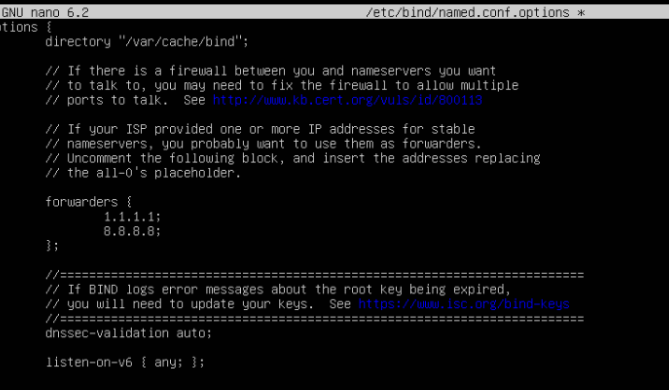 GNU nano 6.2 /etc/bind/named.conf.options *
options {
directory "/var/cache/bind";
// If there is a firewall between you and nameservers you want
// to talk to, you may need to fix the firewall to allow multiple
// ports to talk. See http://www.kb.cert.org/vuls/id/800113
// If your ISP provided one or more IP addresses for stable
// nameservers, you probably want to use them as forwarders.
// Uncomment the following block, and insert the addresses replacing
// the all-0's placeholder.
forwarders {
1.1.1.1;
8.8.8.8;
};
//========================================================================
// If BIND logs error messages about the root key being expired,
// you will need to update your keys. See https://www.isc.org/bind-keys
//========================================================================
dnssec-validation auto;
listen-on-v6 { any; };